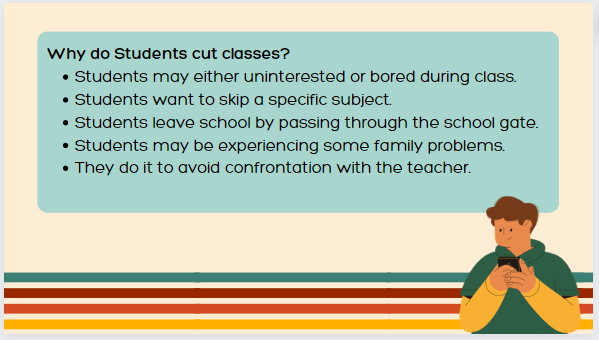 Why do Students cut classes?
• Students may either uninterested or bored during class.
• Students want to skip a specific subject.
• Students leave school by passing through the school gate.
• Students may be experiencing some family problems.
• They do it to avoid confrontation with the teacher.